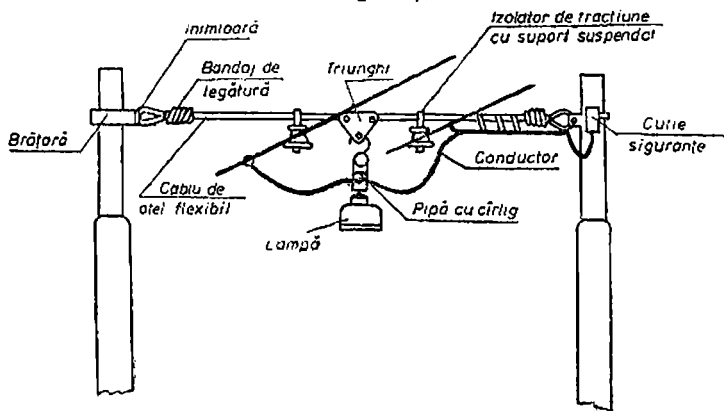 Inimioară
Bandaj de
legătură
Triunghi
Izolator de tracțiune
cu suport suspendat
Brățară
Cutie
siguranțe
Conductor
Cablu de
oțel flexibil
Pipă cu cîrlig
Lampă